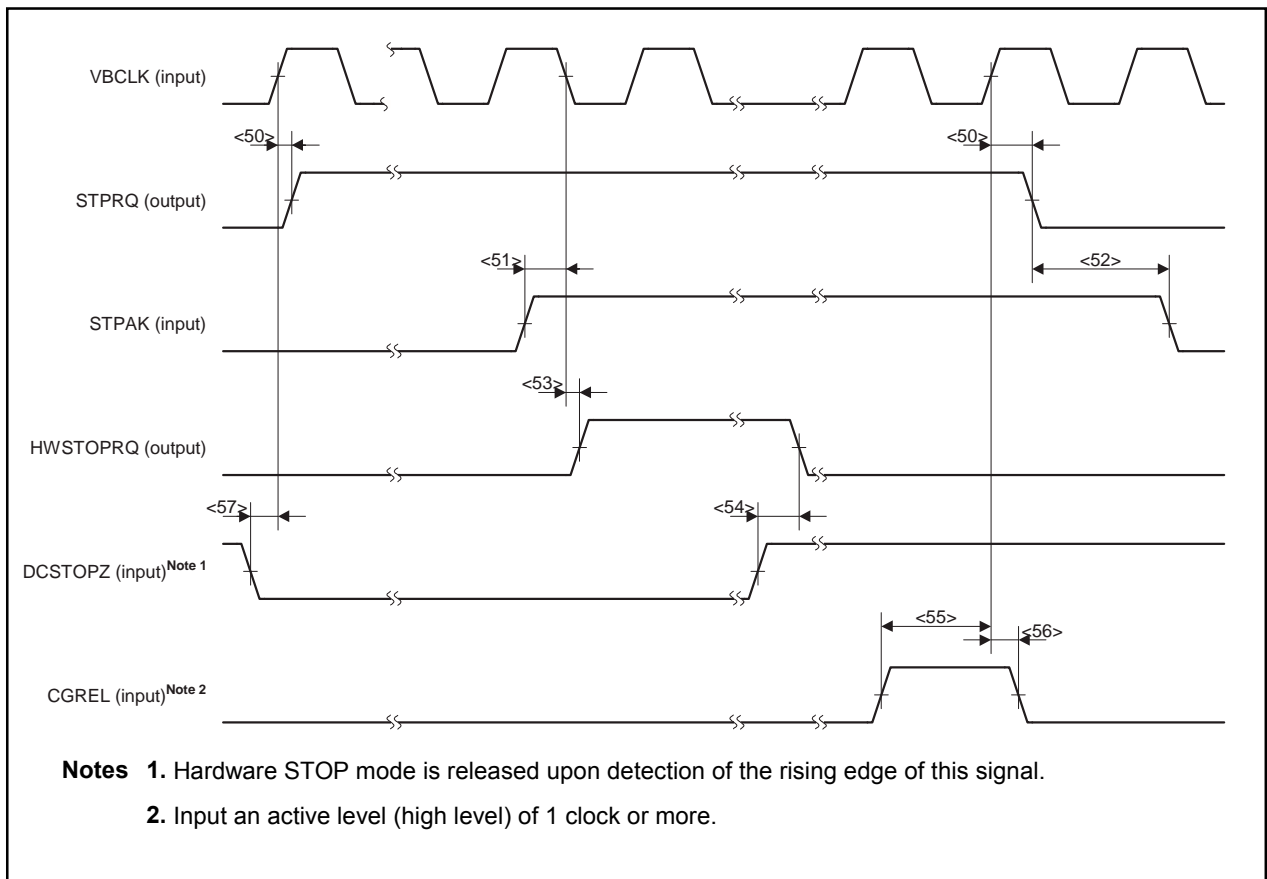 VBCLK (input)
<50> <50>
STPRQ (output)
<51> <52>
STPAK (input)
<53>
HWSTOPRQ (output)
<57> <54>
DCSTOPZ (input)Note 1
<55> <56>
CGREL (input)Note 2
Notes 1. Hardware STOP mode is released upon detection of the rising edge of this signal.
2. Input an active level (high level) of 1 clock or more.